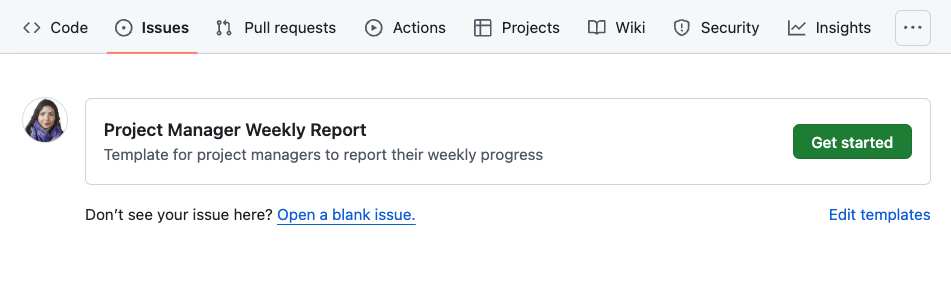 Code Issues Pull requests Actions Projects Wiki Security Insights
Project Manager Weekly Report
Template for project managers to report their weekly progress
Get started
Don't see your issue here? Open a blank issue. Edit templates